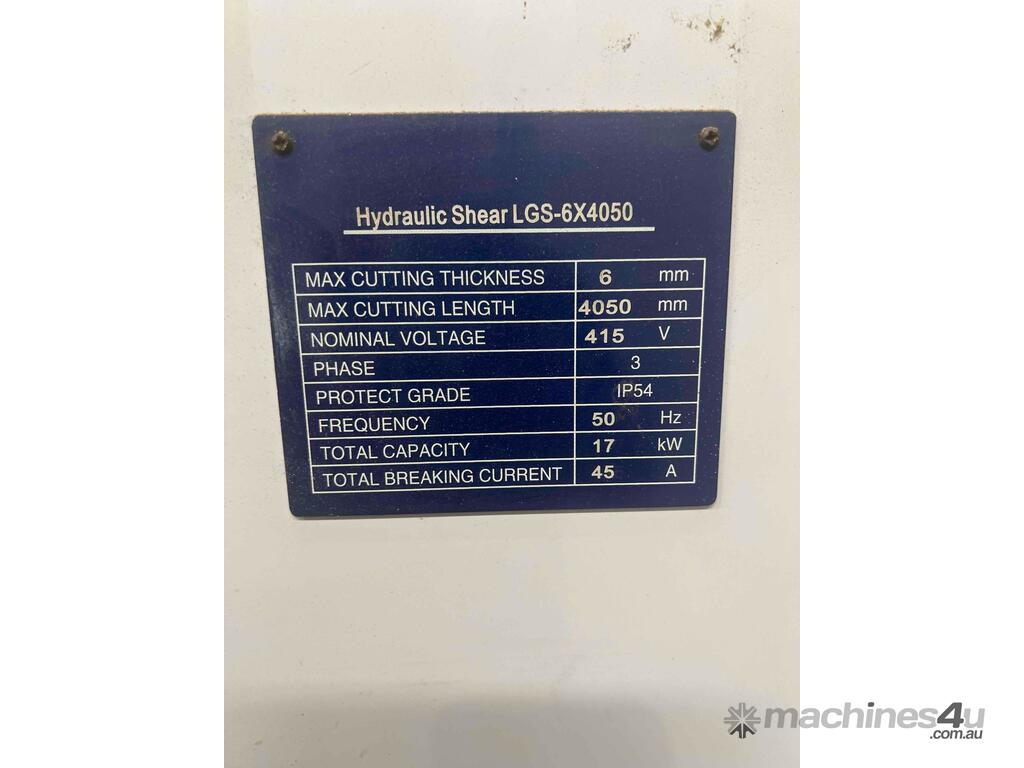 Hydraulic Shear LGS-6X4050
MAX CUTTING THICKNESS 6 mm
MAX CUTTING LENGTH 4050 mm
NOMINAL VOLTAGE 415 V
PHASE 3
PROTECT GRADE IP54
FREQUENCY 50 Hz
TOTAL CAPACITY 17 kW
TOTAL BREAKING CURRENT 45 A
machines4u
.com.au